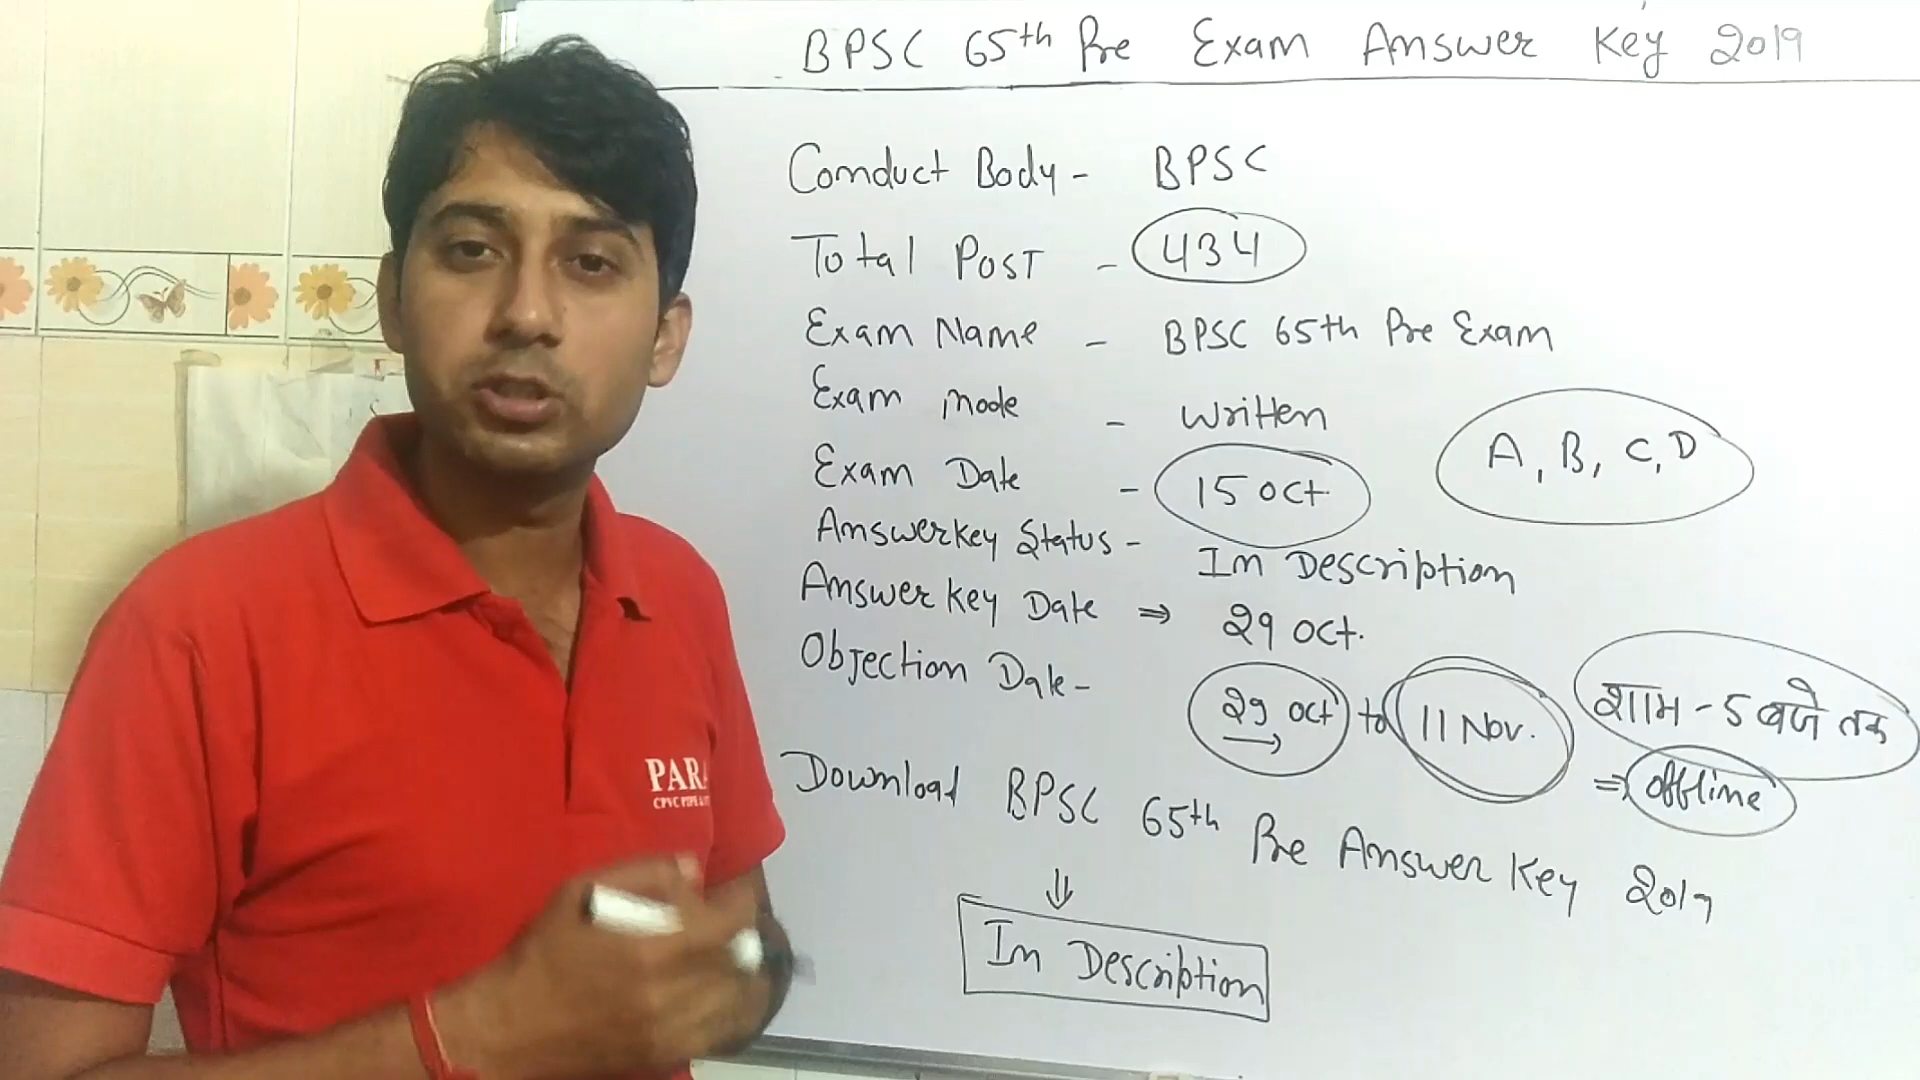 BPSC 65th Pre Exam Answer Key 2019
Conduct Body - BPSC
Total Post - 434
Exam Name - BPSC 65th Pre Exam
Exam Mode - Written
A, B, C, D
Exam Date - 15 Oct
Answerkey Status - In Description
Answer Key Date ⇒ 29 Oct.
Objection Date - 29 Oct to 11 Nov. शाम - 5 बजे तक
⇒ offline
Download BPSC 65th Pre Answer Key 2019
⇓
In Description
PARA
CPVC PIPE &